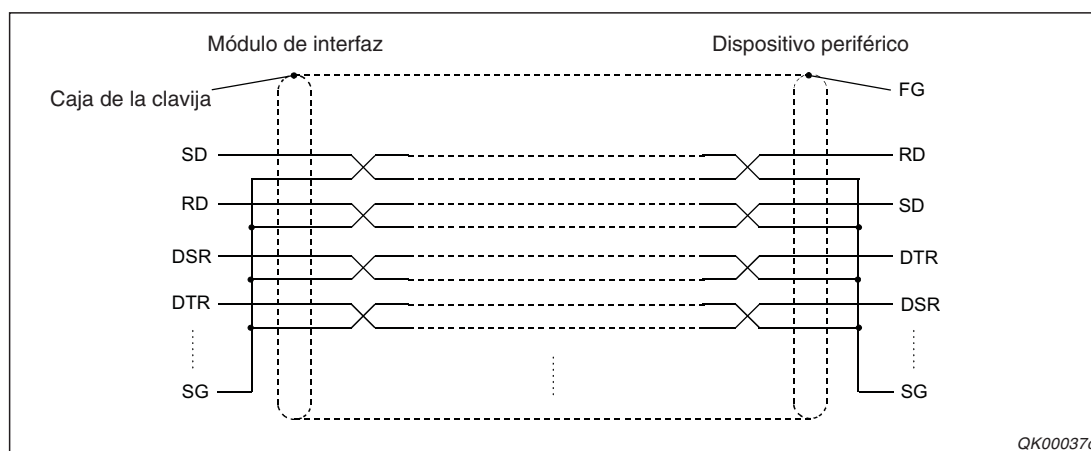 Módulo de interfaz
Dispositivo periférico
Caja de la clavija
FG
SD
RD
RD
SD
DSR
DTR
DTR
DSR
SG
SG